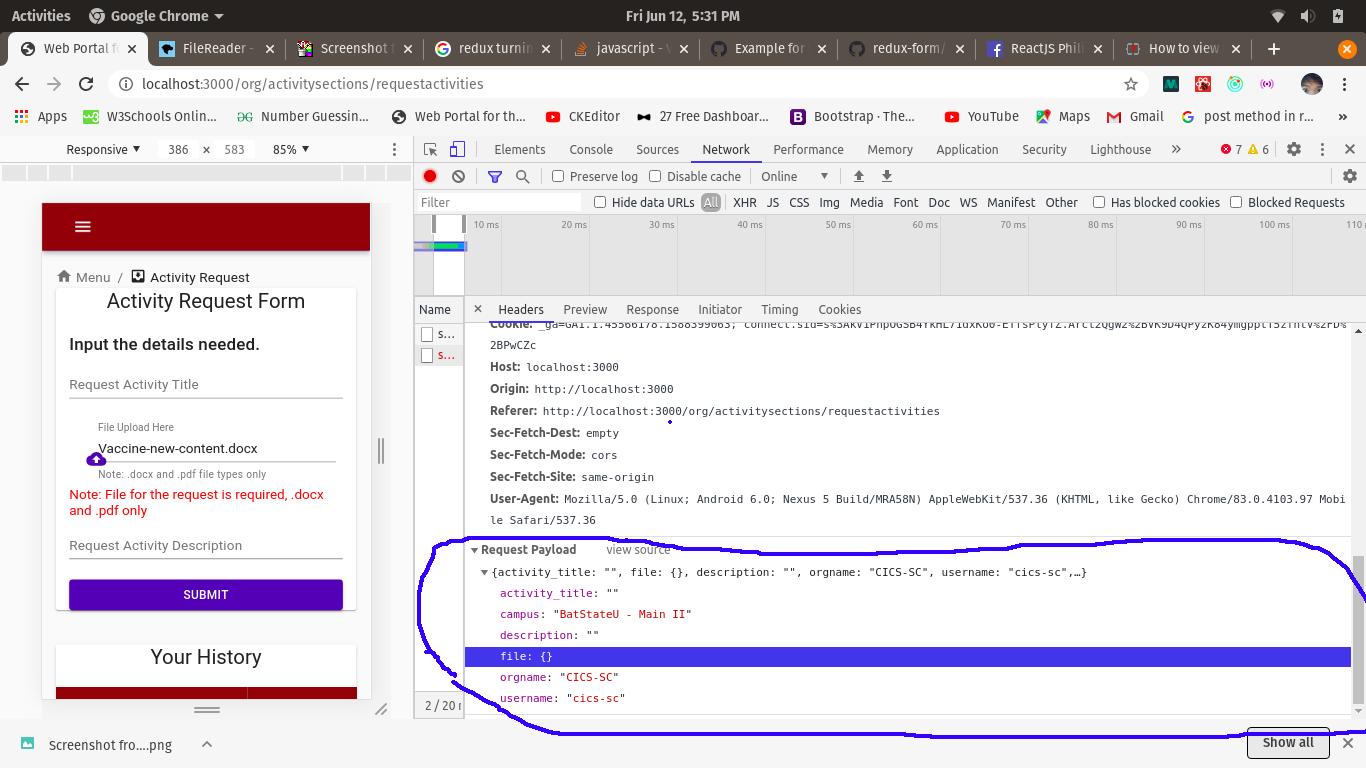 Activities Google Chrome Fri Jun 12, 5:31 PM
Web Portal f FileReader - Screenshot f redux turnin javascript - Example for redux-form/ ReactJS Phil How to view
localhost:3000/org/activitysections/requestactivities
Apps W3Schools Onlin... Number Guessin... Web Portal for th... CKEditor 27 Free Dashboar... Bootstrap · The... YouTube Maps Gmail post method in r... »
Responsive 386 × 583 85%
Elements Console Sources Network Performance Memory Application Security Lighthouse » 7 6
Preserve log Disable cache Online
Filter Hide data URLs All XHR JS CSS Img Media Font Doc WS Manifest Other Has blocked cookies Blocked Requests
10 ms 20 ms 30 ms 40 ms 50 ms 60 ms 70 ms 80 ms 90 ms 100 ms 110
Menu / Activity Request
Activity Request Form
Input the details needed.
Request Activity Title
File Upload Here
Vaccine-new-content.docx
Note: .docx and .pdf file types only
Note: File for the request is required, .docx
and .pdf only
Request Activity Description
SUBMIT
Your History
Name
s...
s...
2 / 20 r
× Headers Preview Response Initiator Timing Cookies
Cookie:
2BPwCZc
Host: localhost:3000
Origin: http://localhost:3000
Referer: http://localhost:3000/org/activitysections/requestactivities
Sec-Fetch-Dest: empty
Sec-Fetch-Mode: cors
Sec-Fetch-Site: same-origin
User-Agent: Mozilla/5.0 (Linux; Android 6.0; Nexus 5 Build/MRA58N) AppleWebKit/537.36 (KHTML, like Gecko) Chrome/83.0.4103.97 Mobi
le Safari/537.36
Request Payload view source
{activity_title: "", file: {}, description: "", orgname: "CICS-SC", username: "cics-sc",…}
activity_title: ""
campus: "BatStateU - Main II"
description: ""
file: {}
orgname: "CICS-SC"
username: "cics-sc"
Screenshot fro....png
Show all